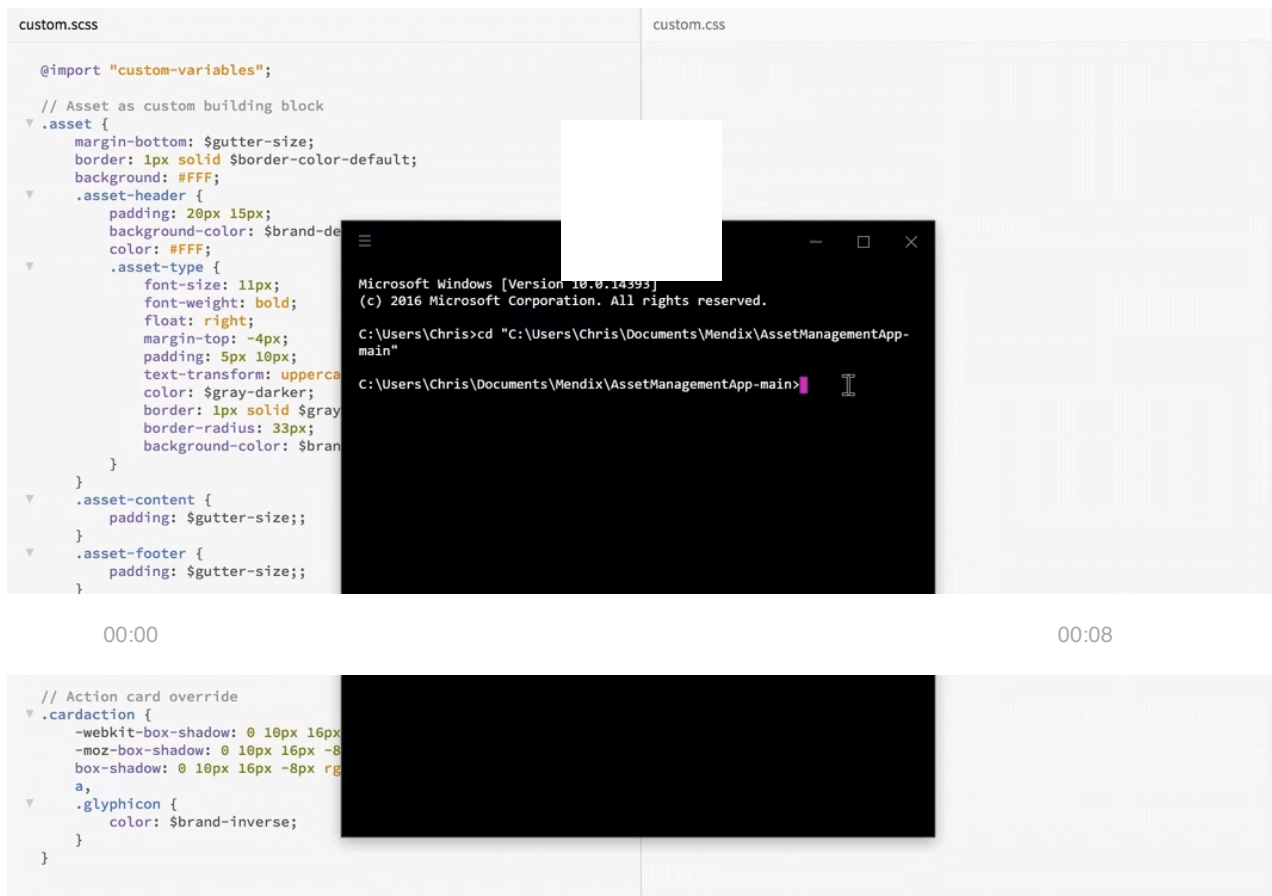 custom.scss
custom.css
@import "custom-variables";
// Asset as custom building block
.asset {
margin-bottom: $gutter-size;
border: 1px solid $border-color-default;
background: #FFF;
.asset-header {
padding: 20px 15px;
background-color: $brand-de
color: #FFF;
.asset-type {
font-size: 11px;
font-weight: bold;
float: right;
margin-top: -4px;
padding: 5px 10px;
text-transform: upperca
color: $gray-darker;
border: 1px solid $gray
border-radius: 33px;
background-color: $bran
}
}
.asset-content {
padding: $gutter-size;;
}
.asset-footer {
padding: $gutter-size;;
}
Microsoft Windows [Version 10.0.14393]
(c) 2016 Microsoft Corporation. All rights reserved.
C:\Users\Chris>cd "C:\Users\Chris\Documents\Mendix\AssetManagementApp-
main"
C:\Users\Chris\Documents\Mendix\AssetManagementApp-main>
00:00
00:08
// Action card override
.cardaction {
-webkit-box-shadow: 0 10px 16px
-moz-box-shadow: 0 10px 16px -8
box-shadow: 0 10px 16px -8px rg
a,
.glyphicon {
color: $brand-inverse;
}
}